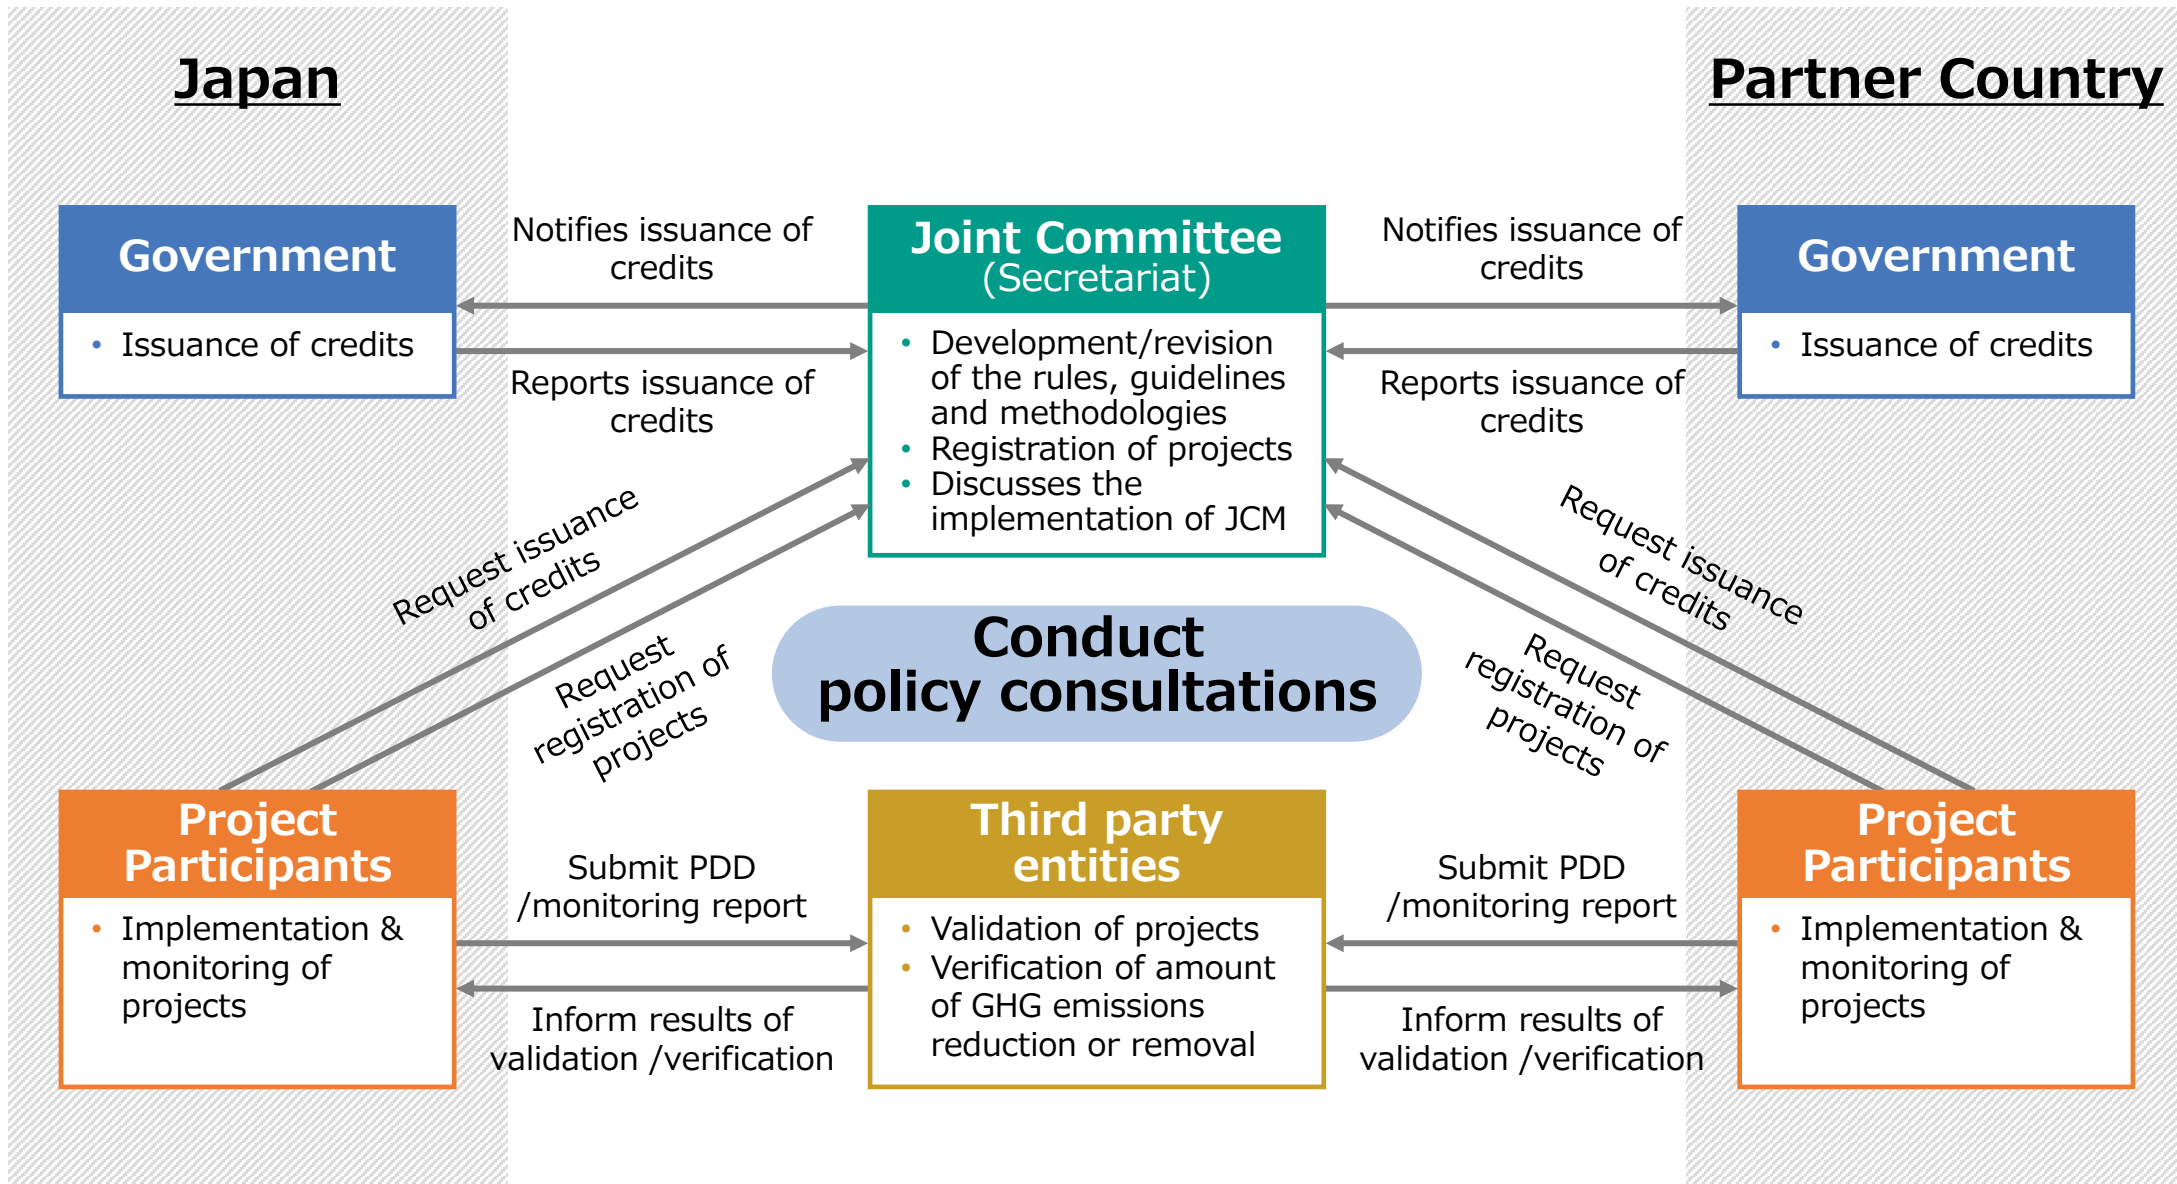 Japan
Partner Country
Government
• Issuance of credits
Notifies issuance of
credits
Reports issuance of
credits
Joint Committee
(Secretariat)
• Development/revision
of the rules, guidelines
and methodologies
• Registration of projects
• Discusses the
implementation of JCM
Notifies issuance of
credits
Reports issuance of
credits
Government
• Issuance of credits
Request issuance
of credits
Request
registration of
projects
Conduct
policy consultations
Request issuance
of credits
Request
registration of
projects
Project
Participants
• Implementation &
monitoring of
projects
Submit PDD
/monitoring report
Inform results of
validation /verification
Third party
entities
• Validation of projects
• Verification of amount
of GHG emissions
reduction or removal
Submit PDD
/monitoring report
Inform results of
validation /verification
Project
Participants
• Implementation &
monitoring of
projects